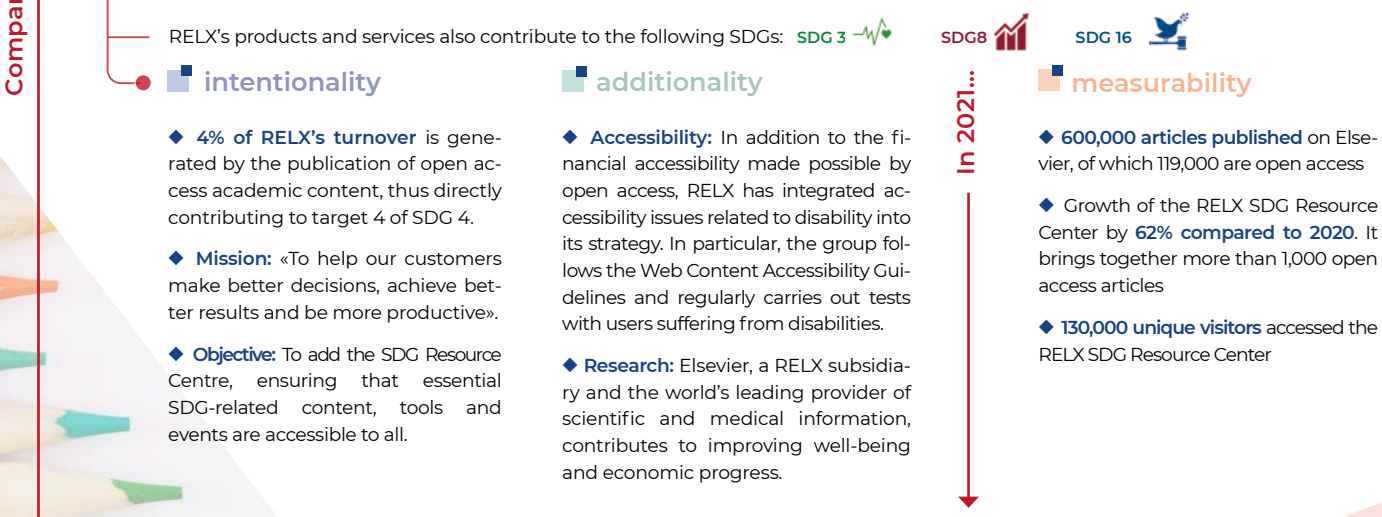 Compar
RELX's products and services also contribute to the following SDGs: SDG 3 SDG8 SDG 16
intentionality
◆ 4% of RELX's turnover is gene-
rated by the publication of open ac-
cess academic content, thus directly
contributing to target 4 of SDG 4.
◆ Mission: «To help our customers
make better decisions, achieve bet-
ter results and be more productive».
◆ Objective: To add the SDG Resource
Centre, ensuring that essential
SDG-related content, tools and
events are accessible to all.
additionality
◆ Accessibility: In addition to the fi-
nancial accessibility made possible by
open access, RELX has integrated ac-
cessibility issues related to disability into
its strategy. In particular, the group fol-
lows the Web Content Accessibility Gui-
delines and regularly carries out tests
with users suffering from disabilities.
◆ Research: Elsevier, a RELX subsidia-
ry and the world's leading provider of
scientific and medical information,
contributes to improving well-being
and economic progress.
In 2021...
measurability
◆ 600,000 articles published on Else-
vier, of which 119,000 are open access
◆ Growth of the RELX SDG Resource
Center by 62% compared to 2020. It
brings together more than 1,000 open
access articles
◆ 130,000 unique visitors accessed the
RELX SDG Resource Center